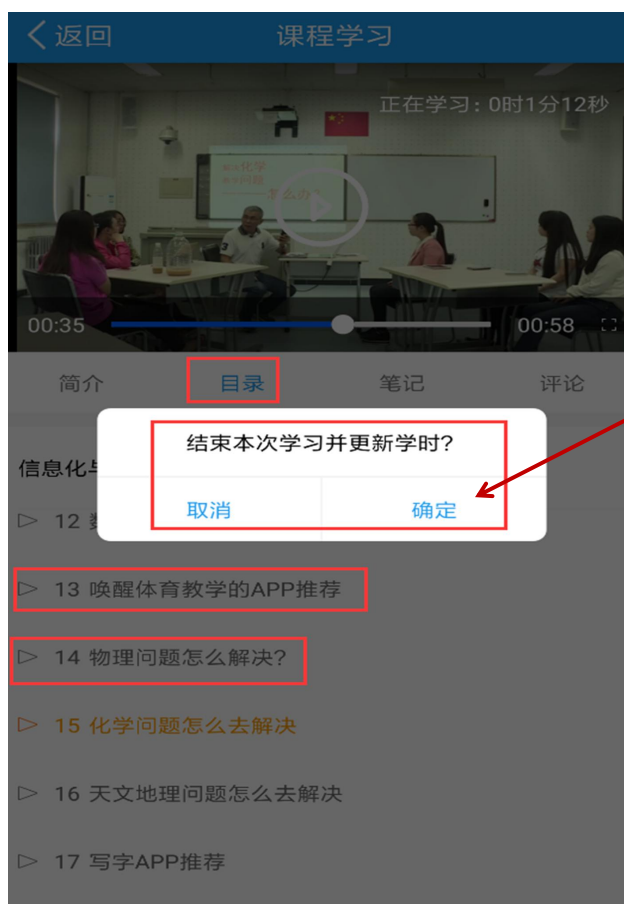 返回
课程学习
正在学习:0时1分12秒
怎么办?
00:35
00:58
简介
目录
笔记
评论
结束本次学习并更新学时?
取消
确定
信息化与
12
13 唤醒体育教学的APP推荐
14 物理问题怎么解决?
15 化学问题怎么去解决
16 天文地理问题怎么去解决
17 写字APP推荐